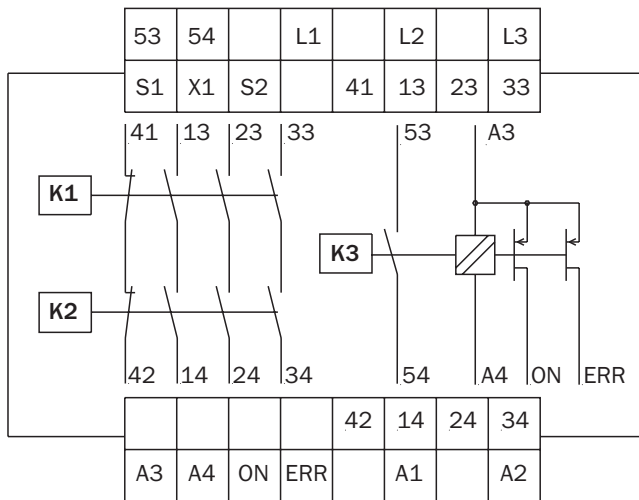 53 54 L1 L2 L3
S1 X1 S2 41 13 23 33
41 13 23 33 53 A3
K1
K3
K2
42 14 24 34 54 A4 ON ERR
42 14 24 34
A3 A4 ON ERR A1 A2